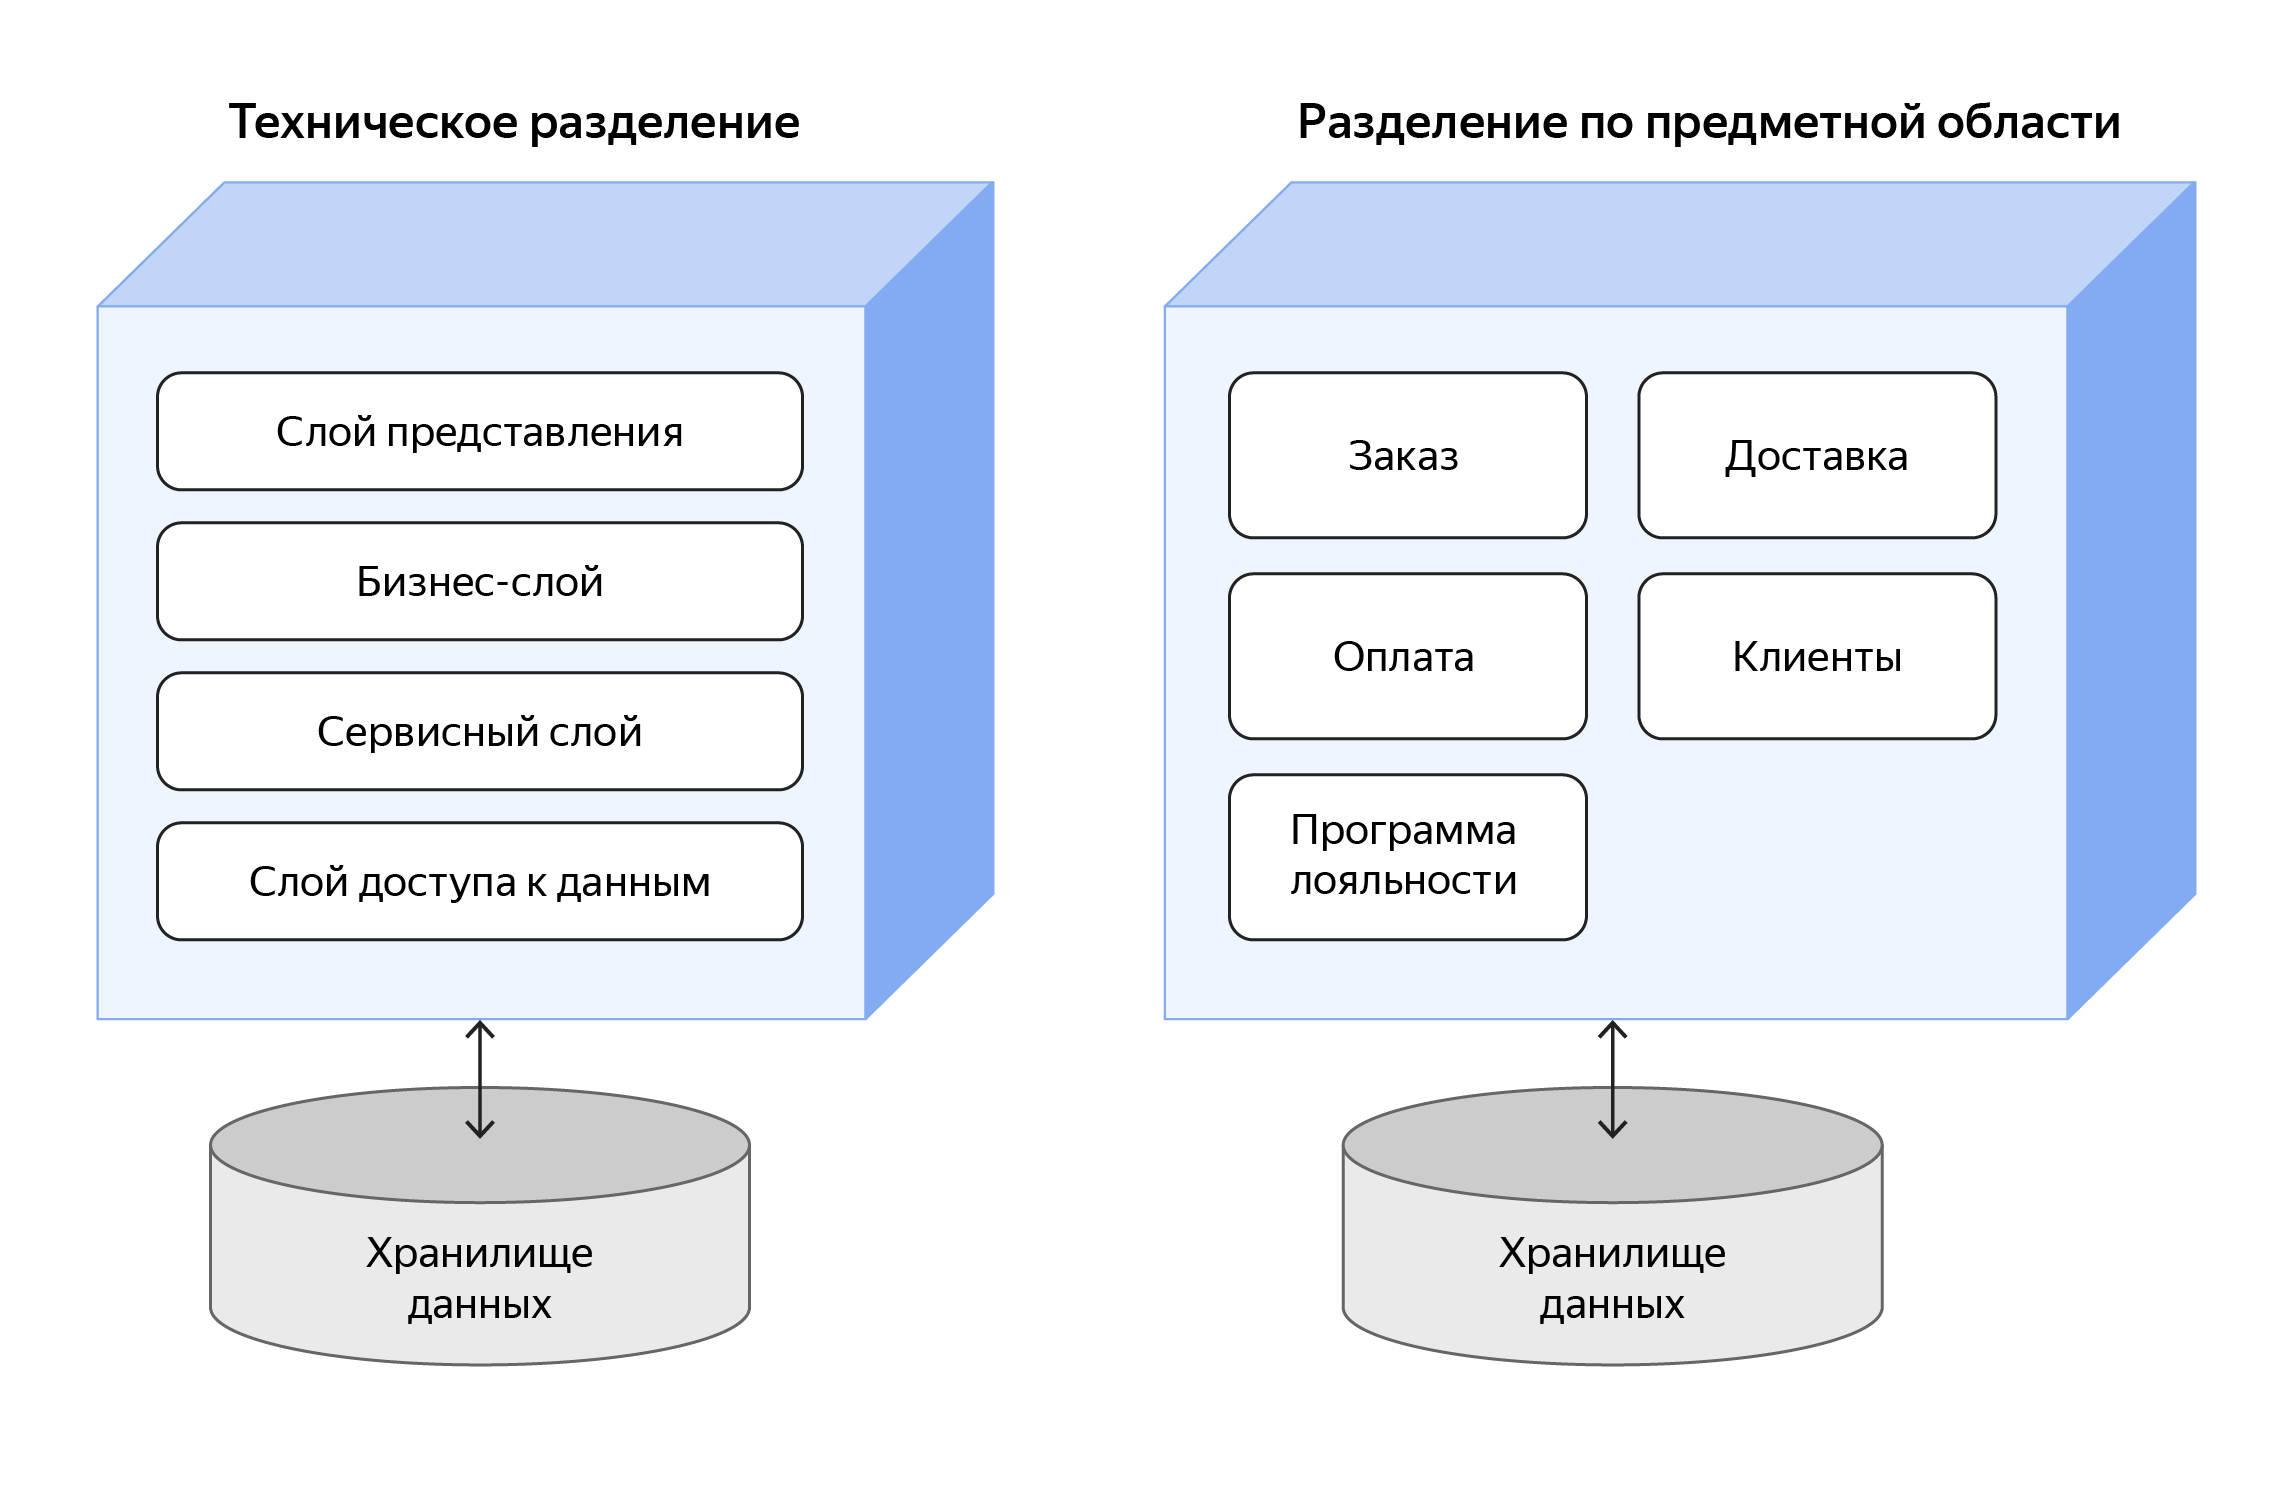 Техническое разделение
Слой представления
Бизнес-слой
Сервисный слой
Слой доступа к данным
Хранилище
данных
Разделение по предметной области
Заказ
Доставка
Оплата
Клиенты
Программа
лояльности
Хранилище
данных